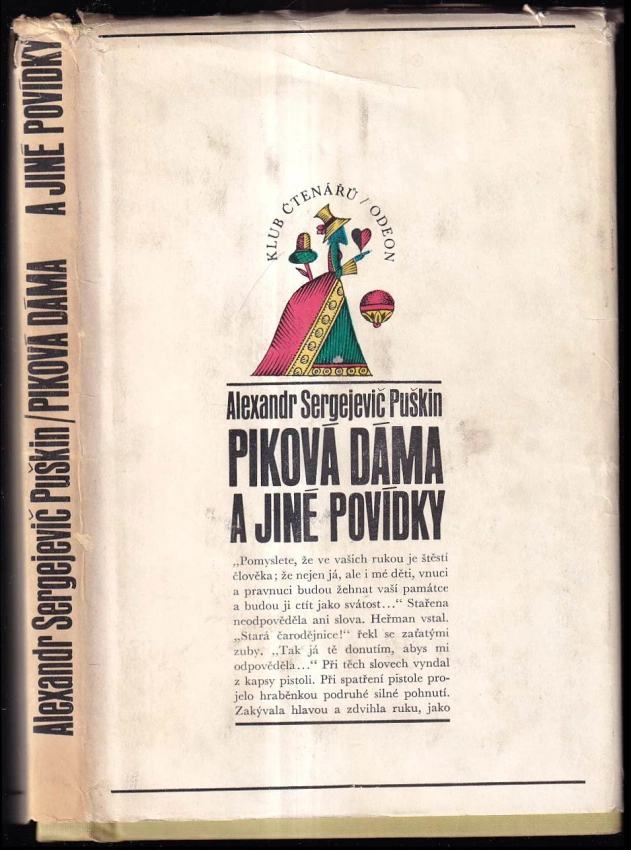 Alexandr Sergejevič Puškin/PIKOVÁ DÁMA A JINÉ POVÍDKY
KLUB ČTENÁŘŮ / ODEON
Alexandr Sergejevič Puškin
PIKOVÁ DÁMA
A JINÉ POVÍDKY
„Pomyslete, že ve vašich rukou je štěstí
člověka; že nejen já, ale i mé děti, vnuci
a pravnuci budou žehnat vaší památce
a budou ji ctít jako svátost...“ Stařena
neodpověděla ani slova. Heřman vstal.
„Stará čarodějnice!“ řekl se zaťatými
zuby. „Tak já tě donutím, abys mi
odpověděla...“ Při těch slovech vyndal
z kapsy pistoli. Při spatření pistole pro-
jelo hraběnkou podruhé silné pohnutí.
Zakývala hlavou a zdvihla ruku, jako